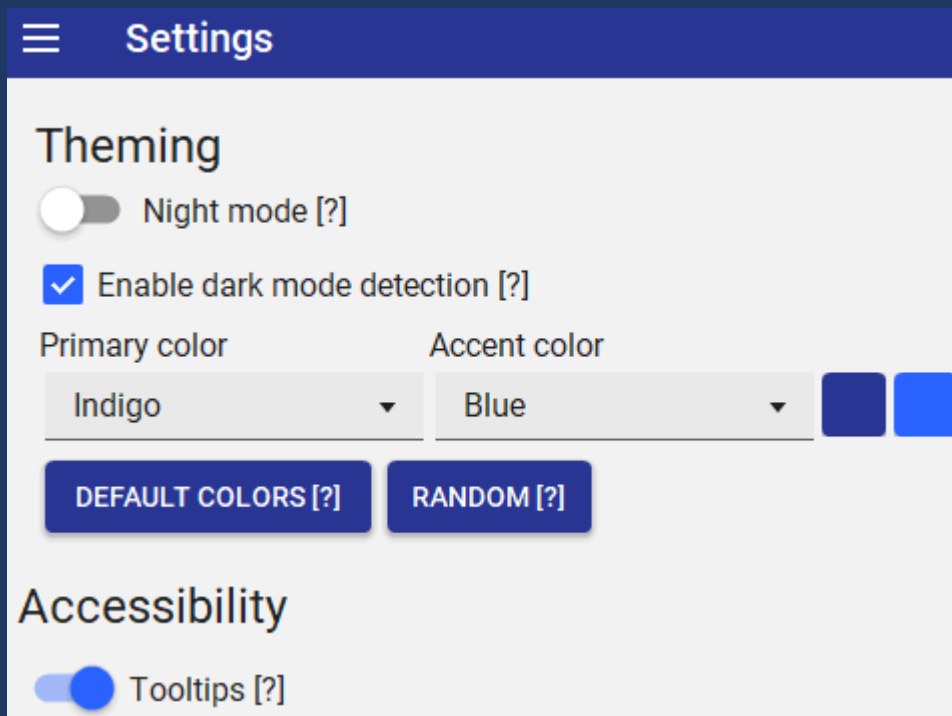 Settings
Theming
Night mode [?]
Enable dark mode detection [?]
Primary color Accent color
Indigo Blue
DEFAULT COLORS [?] RANDOM [?]
Accessibility
Tooltips [?]